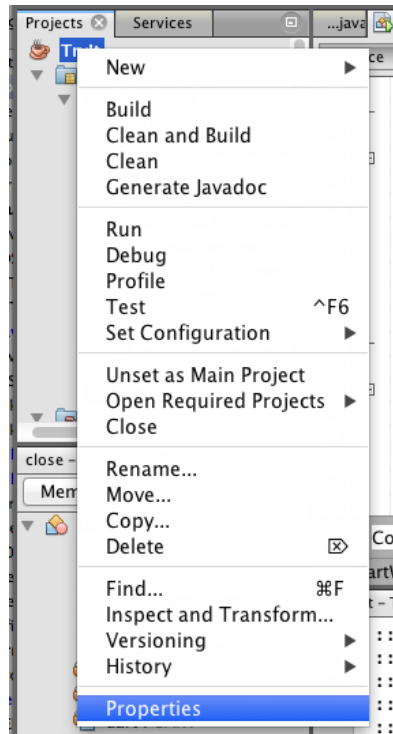 Projects Services ...java
ce
New
Build
Clean and Build
Clean
Generate Javadoc
Run
Debug
Profile
Test ^F6
Set Configuration
Unset as Main Project
Open Required Projects
Close
close –
Rename...
Mem
Move...
Copy...
Co
Delete
Find... ⌘F
Inspect and Transform...
Versioning
History
Properties